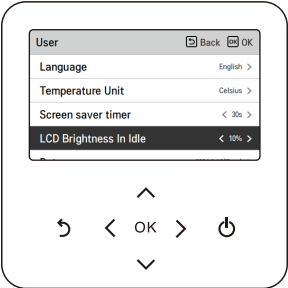 User Back OK OK
Language English
Temperature Unit Celsius
Screen saver timer 30s
LCD Brightness In Idle 10%
OK